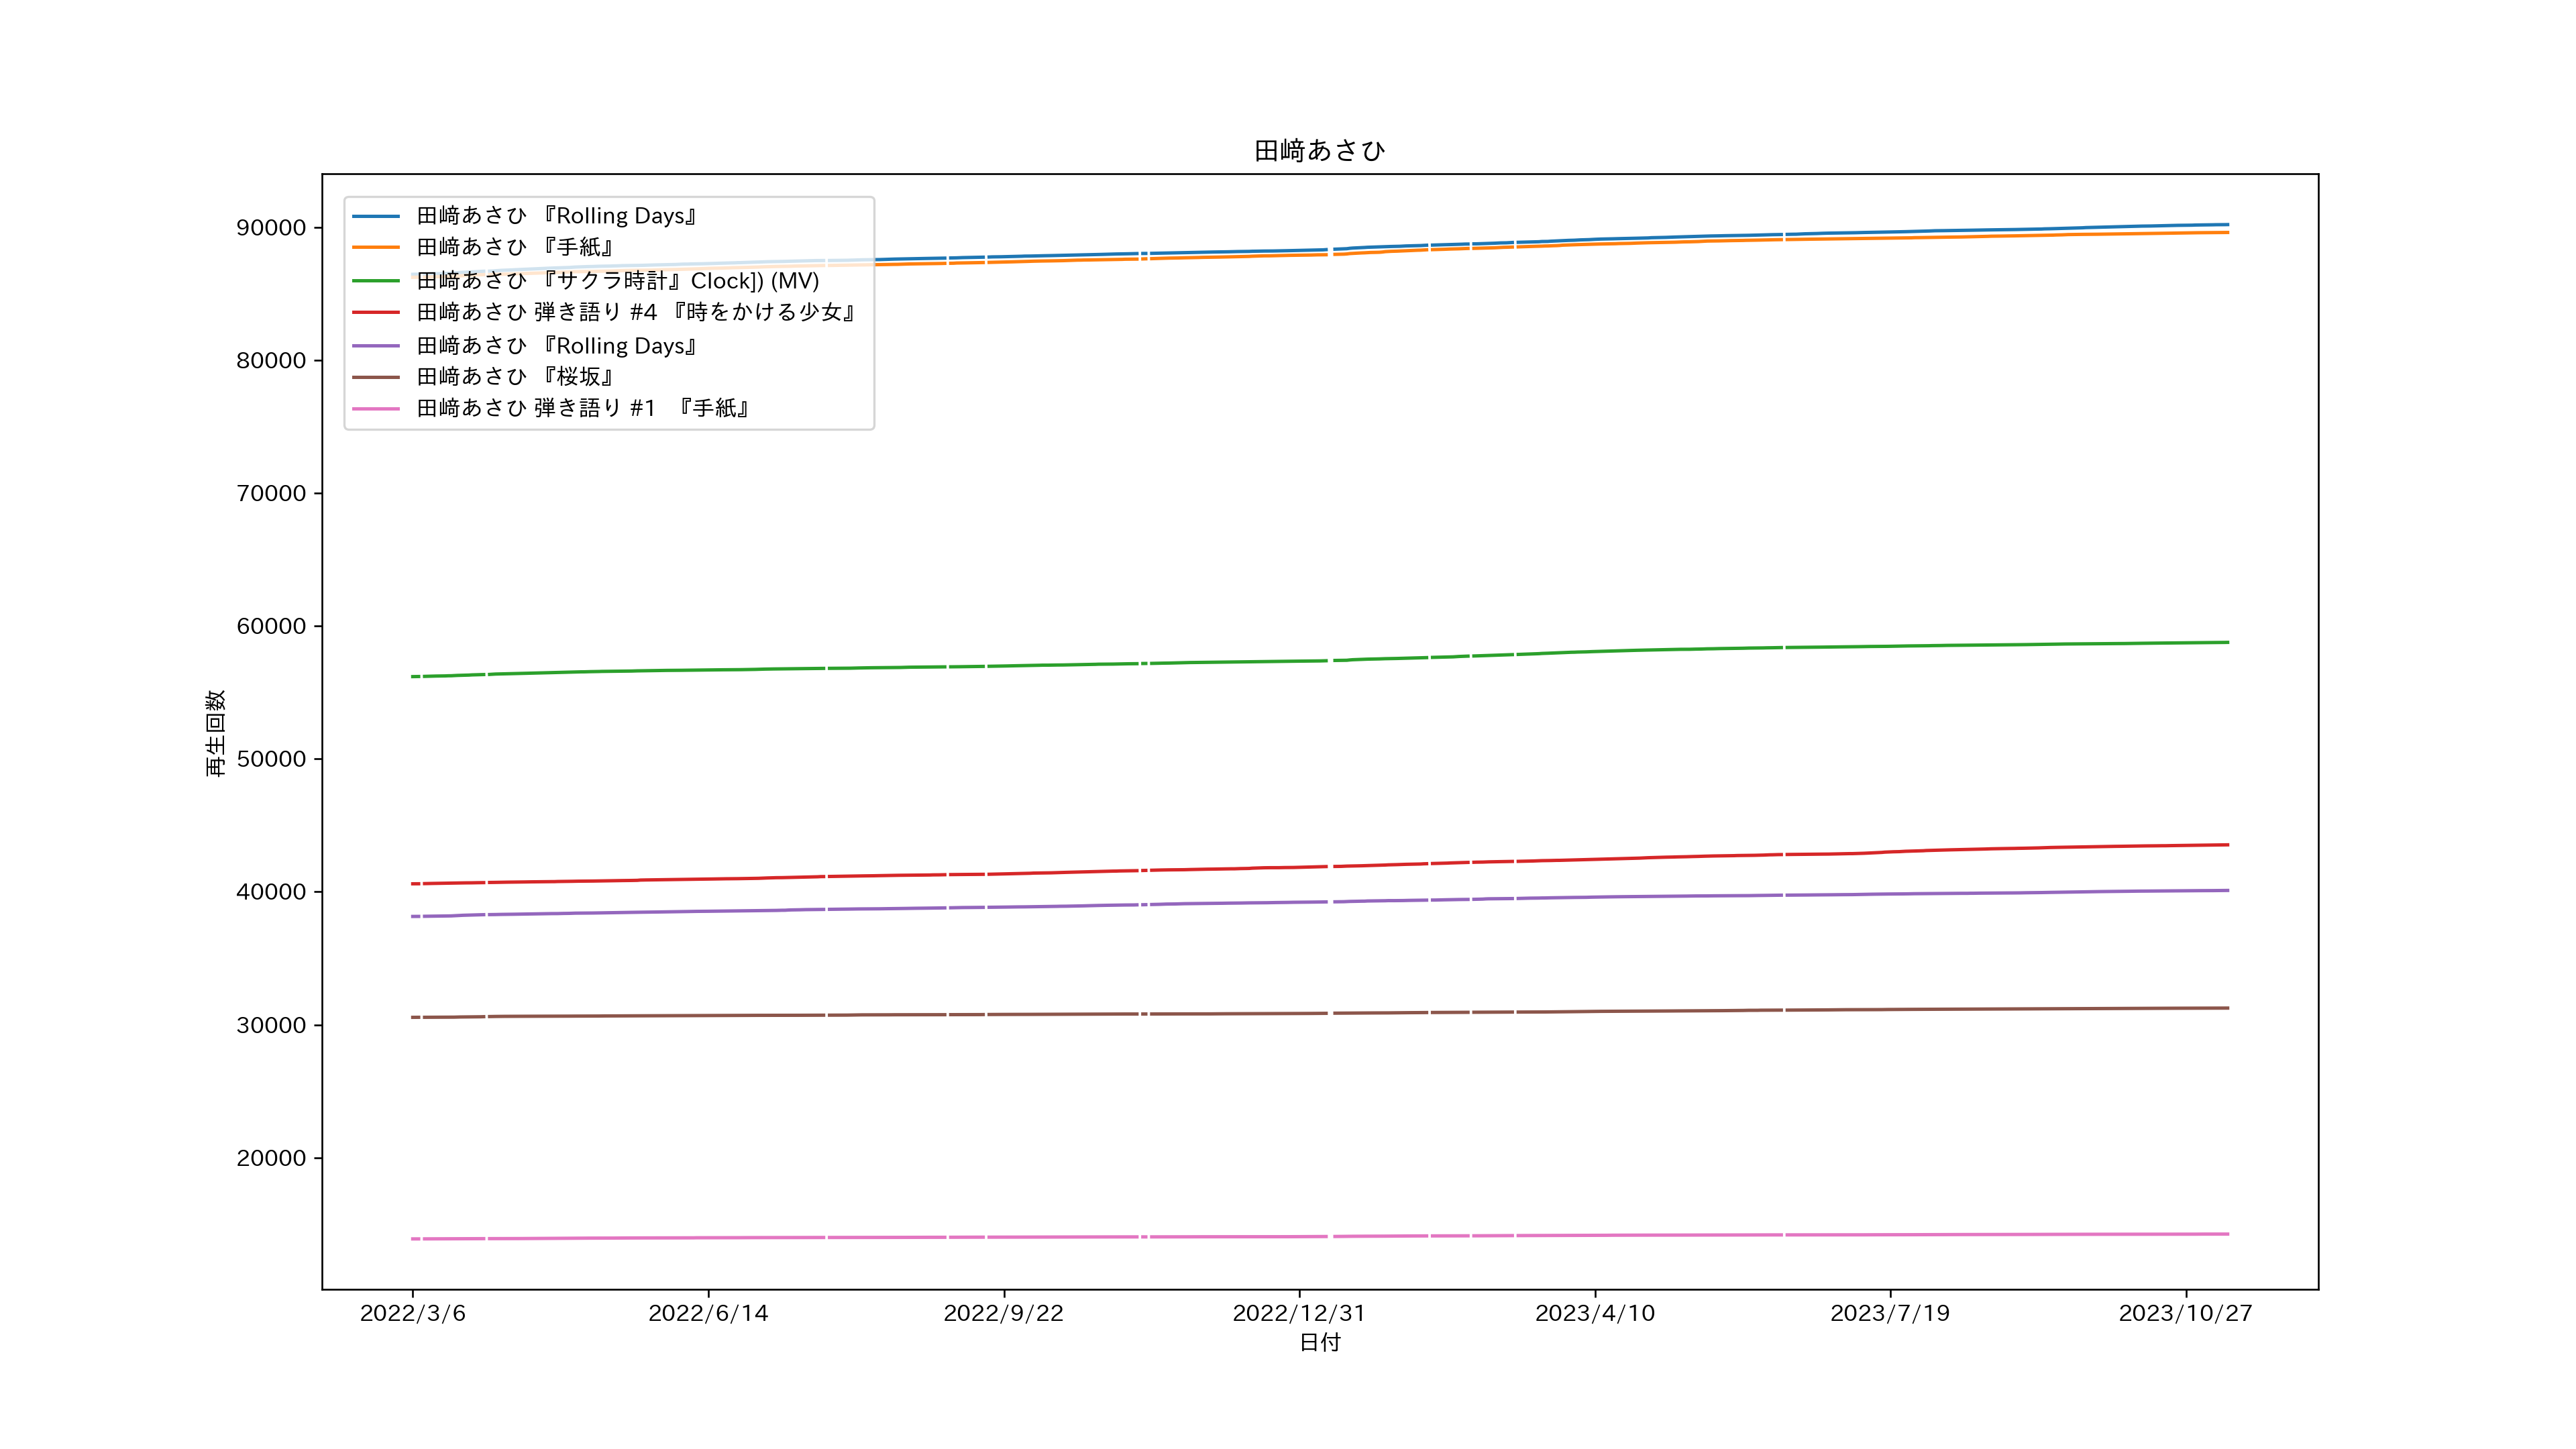 田﨑あさひ
田﨑あさひ 『Rolling Days』
田﨑あさひ 『手紙』
田﨑あさひ 『サクラ時計』Clock]) (MV)
田﨑あさひ 弾き語り #4 『時をかける少女』
田﨑あさひ 『Rolling Days』
田﨑あさひ 『桜坂』
田﨑あさひ 弾き語り #1 『手紙』
90000
80000
70000
60000
50000
40000
30000
20000
再生回数
2022/3/6 2022/6/14 2022/9/22 2022/12/31 2023/4/10 2023/7/19 2023/10/27
日付